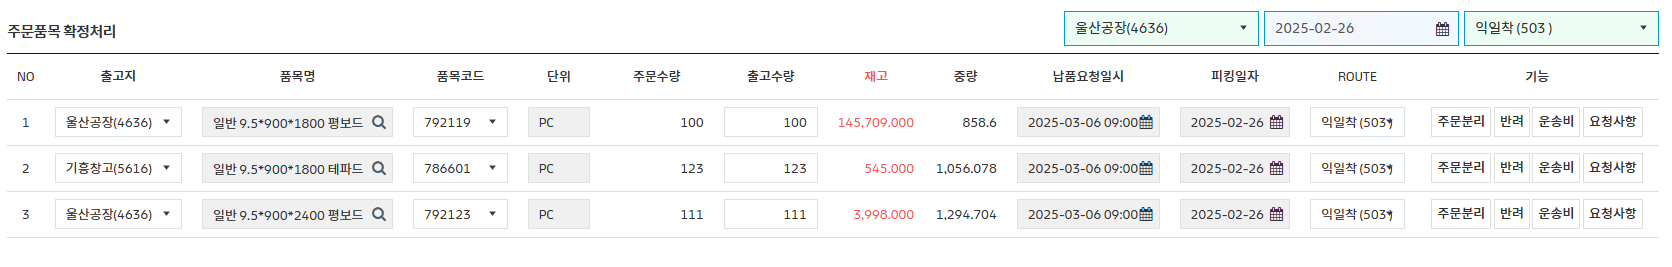 주문품목 확정처리
울산공장(4636) 2025-02-26 익일착 (503 )
NO 출고지 품목명 품목코드 단위 주문수량 출고수량 재고 중량 납품요청일시 피킹일자 ROUTE 기능
1 울산공장(4636) 일반 9.5*900*1800 평보드 792119 PC 100 100 145,709.000 858.6 2025-03-06 09:00 2025-02-26 익일착 (503 ) 주문분리 반려 운송비 요청사항
2 기흥창고(5616) 일반 9.5*900*1800 테파드 786601 PC 123 123 545.000 1,056.078 2025-03-06 09:00 2025-02-26 익일착 (503 ) 주문분리 반려 운송비 요청사항
3 울산공장(4636) 일반 9.5*900*2400 평보드 792123 PC 111 111 3,998.000 1,294.704 2025-03-06 09:00 2025-02-26 익일착 (503 ) 주문분리 반려 운송비 요청사항